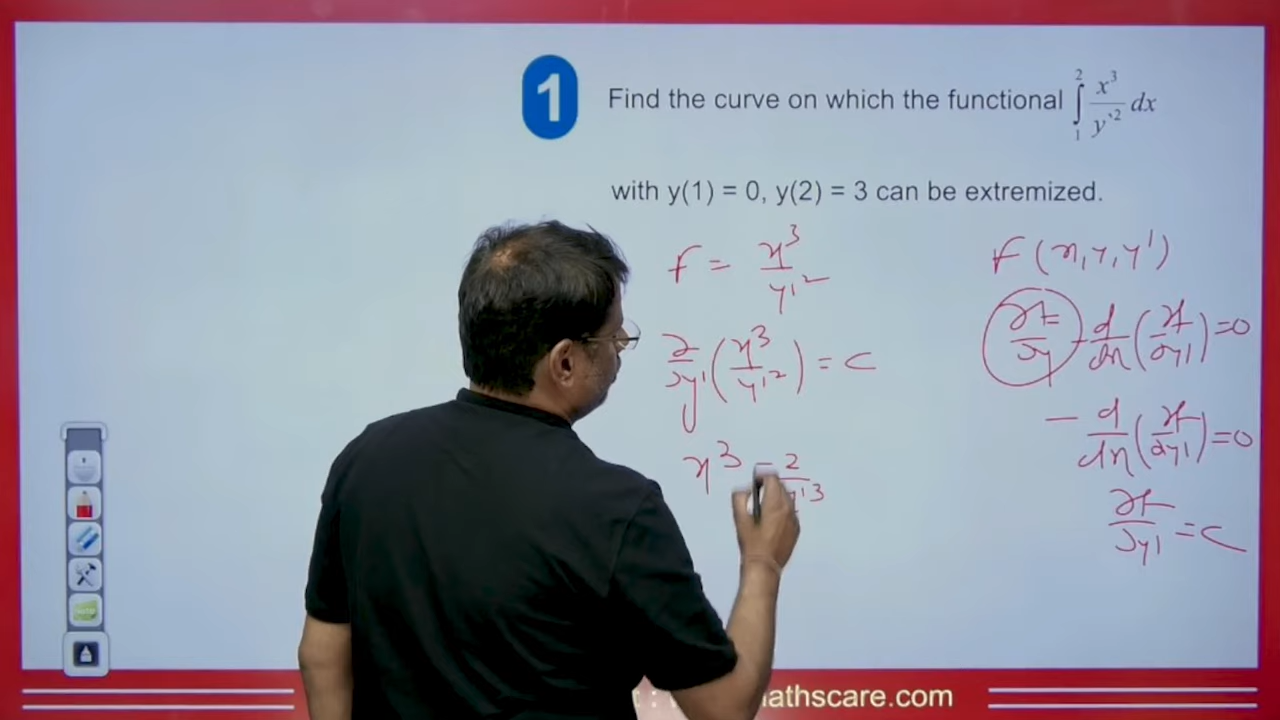 1
Find the curve on which the functional ∫₁² x³/y'² dx
with y(1) = 0, y(2) = 3 can be extremized.
F = x³/y'²
∂/∂y' (x³/y'²) = c
x³ -2/y'³
F(x, y, y')
∂F/∂y - d/dx (∂F/∂y') = 0
- d/dx (∂F/∂y') = 0
∂F/∂y' = c
athscare.com